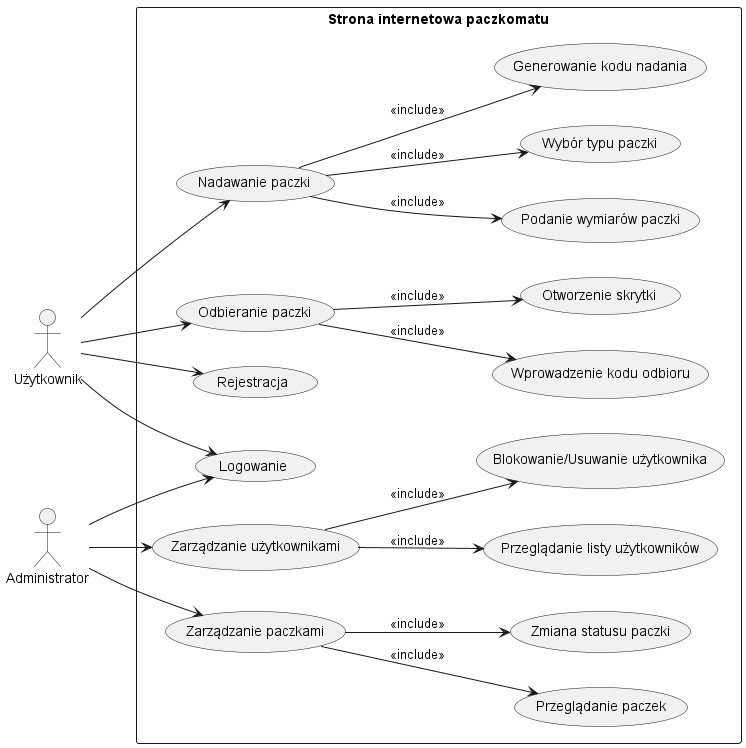 Strona internetowa paczkomatu
Generowanie kodu nadania
«include»
Wybór typu paczki
«include»
Nadawanie paczki
«include»
Podanie wymiarów paczki
Otworzenie skrytki
«include»
Odbieranie paczki
«include»
Wprowadzenie kodu odbioru
Użytkownik
Rejestracja
Logowanie
Blokowanie/Usuwanie użytkownika
«include»
Zarządzanie użytkownikami
«include»
Przeglądanie listy użytkowników
Administrator
Zarządzanie paczkami
«include»
Zmiana statusu paczki
«include»
Przeglądanie paczek